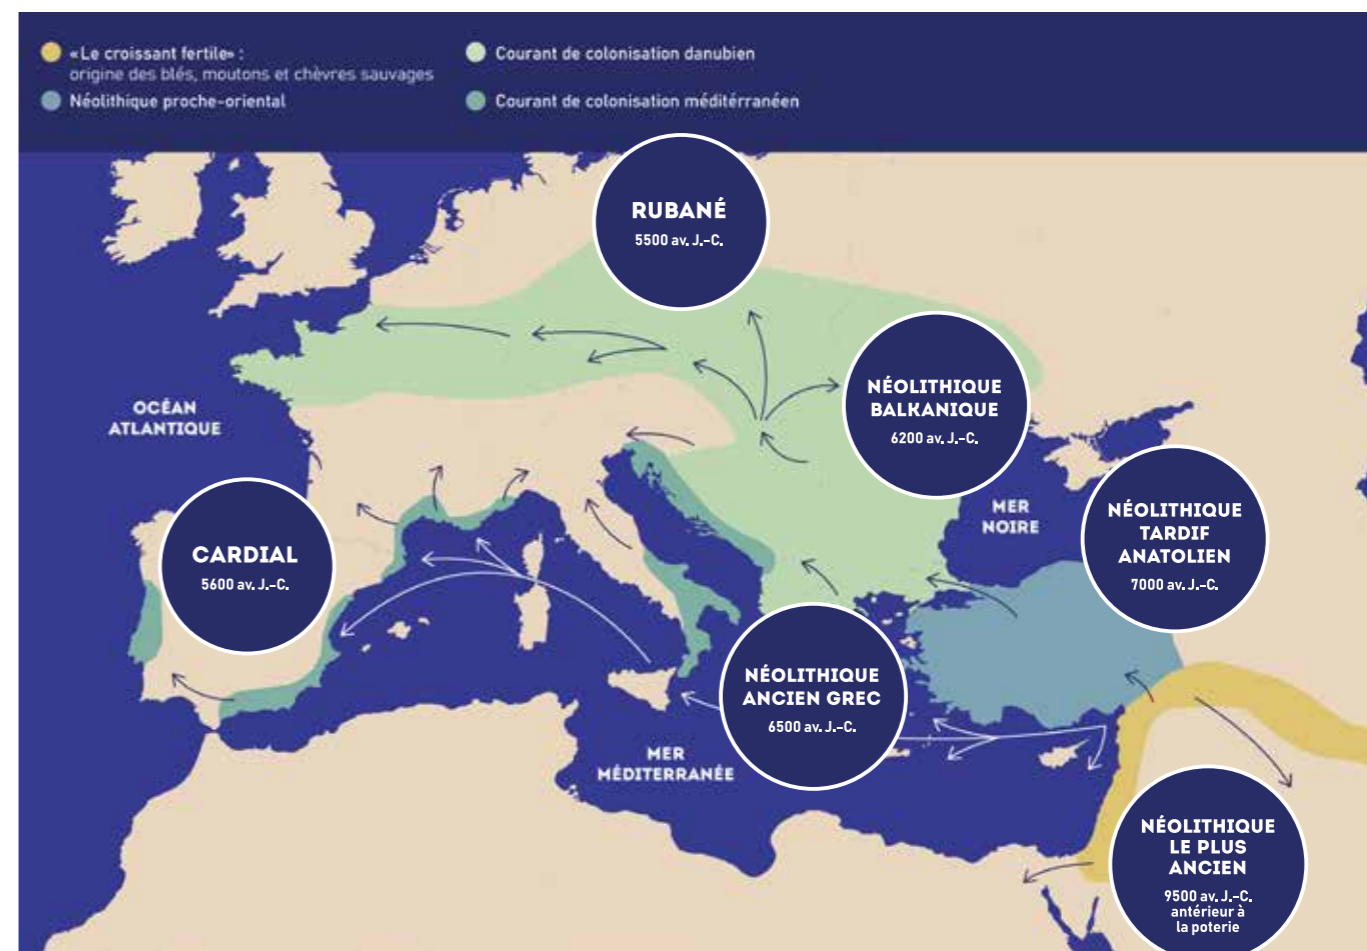 «Le croissant fertile» :
origine des blés, moutons et chèvres sauvages
Néolithique proche-oriental
Courant de colonisation danubien
Courant de colonisation méditérranéen
RUBANÉ
5500 av. J.-C.
NÉOLITHIQUE
BALKANIQUE
6200 av. J.-C.
OCÉAN
ATLANTIQUE
MER
NOIRE
NÉOLITHIQUE
TARDIF
ANATOLIEN
7000 av. J.-C.
CARDIAL
5600 av. J.-C.
NÉOLITHIQUE
ANCIEN GREC
6500 av. J.-C.
MER
MÉDITERRANÉE
NÉOLITHIQUE
LE PLUS
ANCIEN
9500 av. J.-C.
antérieur à
la poterie